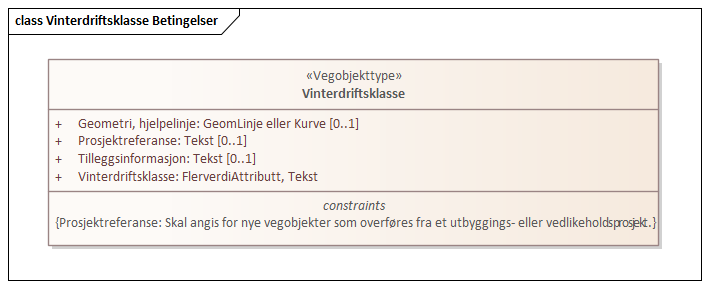 class Vinterdriftsklasse Betingelser
«Vegobjekttype»
Vinterdriftsklasse
+ Geometri, hjelpelinje: GeomLinje eller Kurve [0..1]
+ Prosjektreferanse: Tekst [0..1]
+ Tilleggsinformasjon: Tekst [0..1]
+ Vinterdriftsklasse: FlerverdiAttributt, Tekst
constraints
{Prosjektreferanse: Skal angis for nye vegobjekter som overføres fra et utbyggings- eller vedlikeholdsprosjekt.}